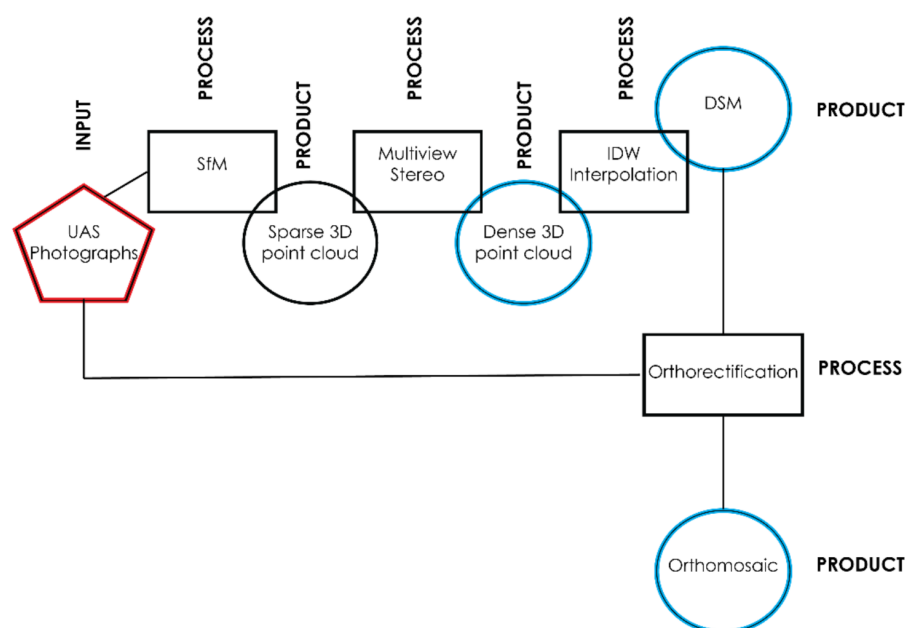 INPUT
PROCESS
PRODUCT
PROCESS
PRODUCT
PROCESS
UAS
Photographs
SfM
Sparse 3D
point cloud
Multiview
Stereo
Dense 3D
point cloud
IDW
Interpolation
DSM
PRODUCT
Orthorectification
PROCESS
Orthomosaic
PRODUCT